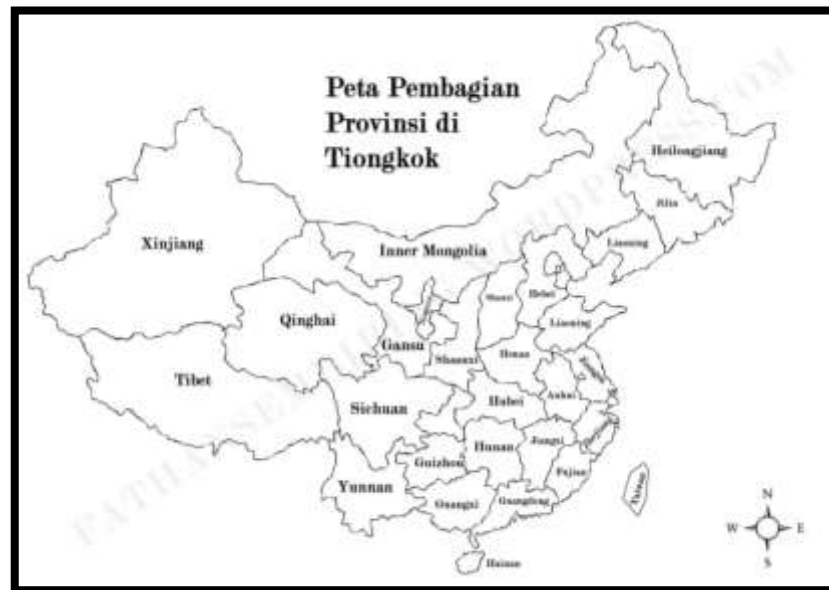 Peta Pembagian
Provinsi di
Tiongkok
Heilongjiang
Jilin
Liaoning
Xinjiang
Inner Mongolia
Shanxi
Hebei
Qinghai
Gansu
Liaoning
Shaanxi
Henan
Tibet
Sichuan
Hubei
Anhui
Hunan
Jiangxi
Guizhou
Fujian
Yunnan
Guangxi
Guangdong
Taiwan
Hainan
N
W E
S